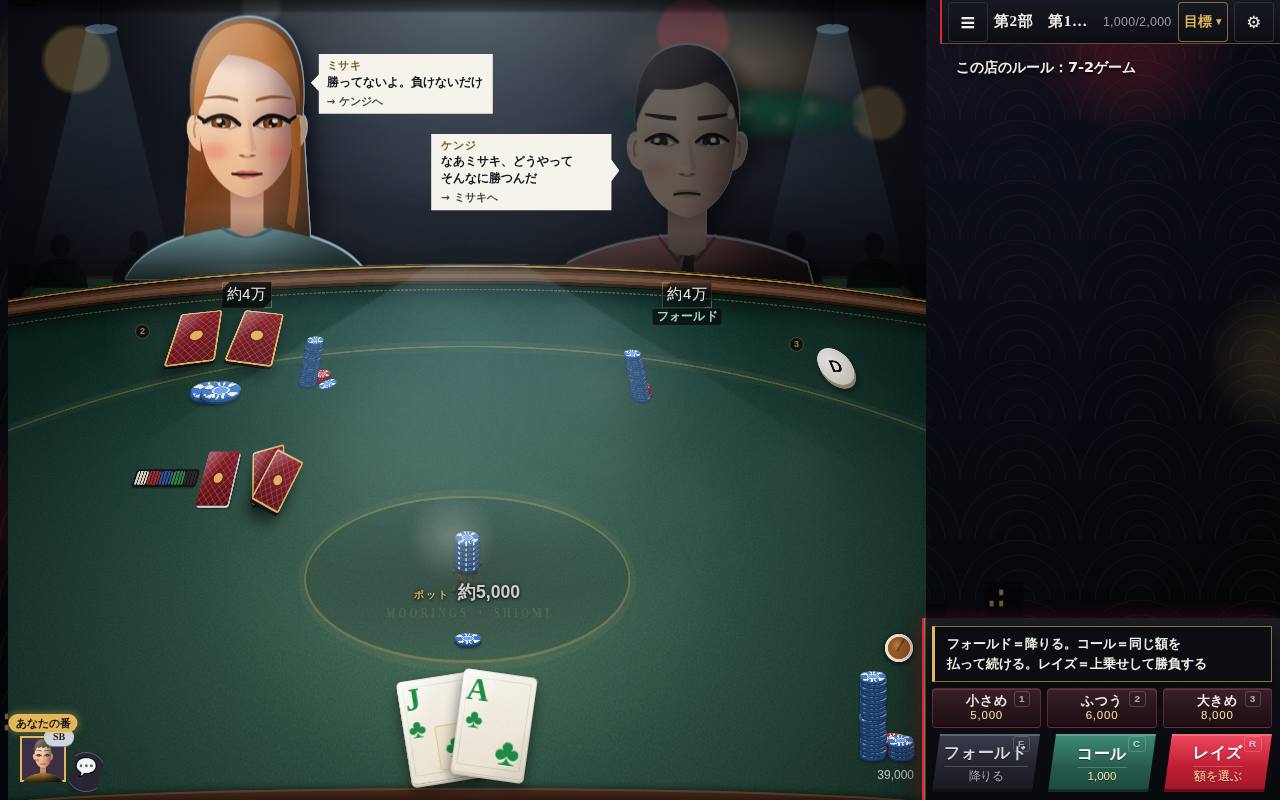 第2部 第1…
1,000/2,000
目標▾
この店のルール：7-2ゲーム
ミサキ
勝ってないよ。負けないだけ
→ ケンジへ
ケンジ
なあミサキ、どうやって
そんなに勝つんだ
→ ミサキへ
約4万
約4万
フォールド
2
3
D
ポット 約5,000
MOORINGS · SHIOMI
J
A
39,000
あなたの番
SB
フォールド＝降りる。コール＝同じ額を
払って続ける。レイズ＝上乗せして勝負する
小さめ 1
5,000
ふつう 2
6,000
大きめ 3
8,000
フォールド F
降りる
コール C
1,000
レイズ R
額を選ぶ